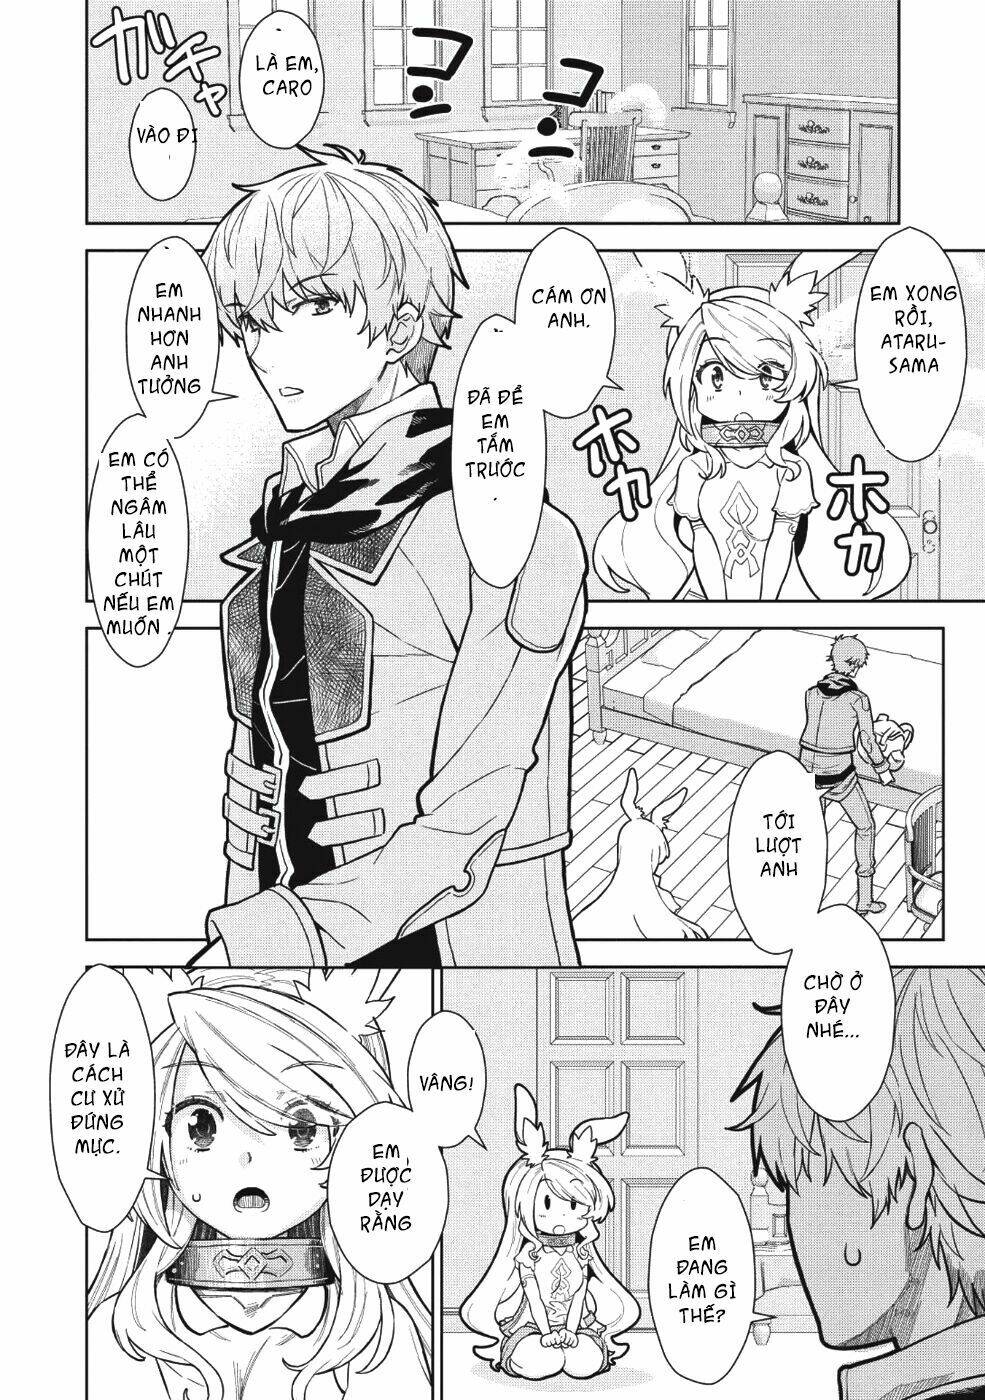 コン
コン
LÀ EM,
CARO
ガチャ
VÀO ĐI
EM XONG
RỒI,
ATARU-
SAMA
ホカ
ホカ
CÁM ƠN
ANH.
ĐÃ ĐỂ
EM
TẮM
TRƯỚC
EM
NHANH
HƠN
ANH
TƯỞNG
EM CÓ
THỂ
NGÂM
LÂU
MỘT
CHÚT
NẾU EM
MUỐN.
TỚI
LƯỢT
ANH
CHỜ Ở
ĐÂY
NHÉ...
EM
ĐANG
LÀM GÌ
THẾ?
VÂNG!
EM
ĐƯỢC
DẠY
RẰNG
ĐÂY LÀ
CÁCH
CƯ XỬ
ĐỨNG
MỰC.